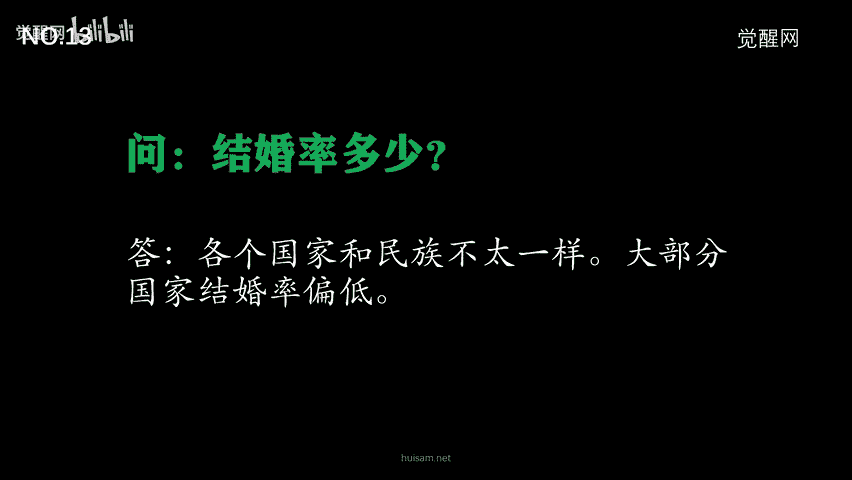 觉醒网
NO.13
bilibili
觉醒网
问：结婚率多少?
答：各个国家和民族不太一样。大部分
国家结婚率偏低。
huisam.net